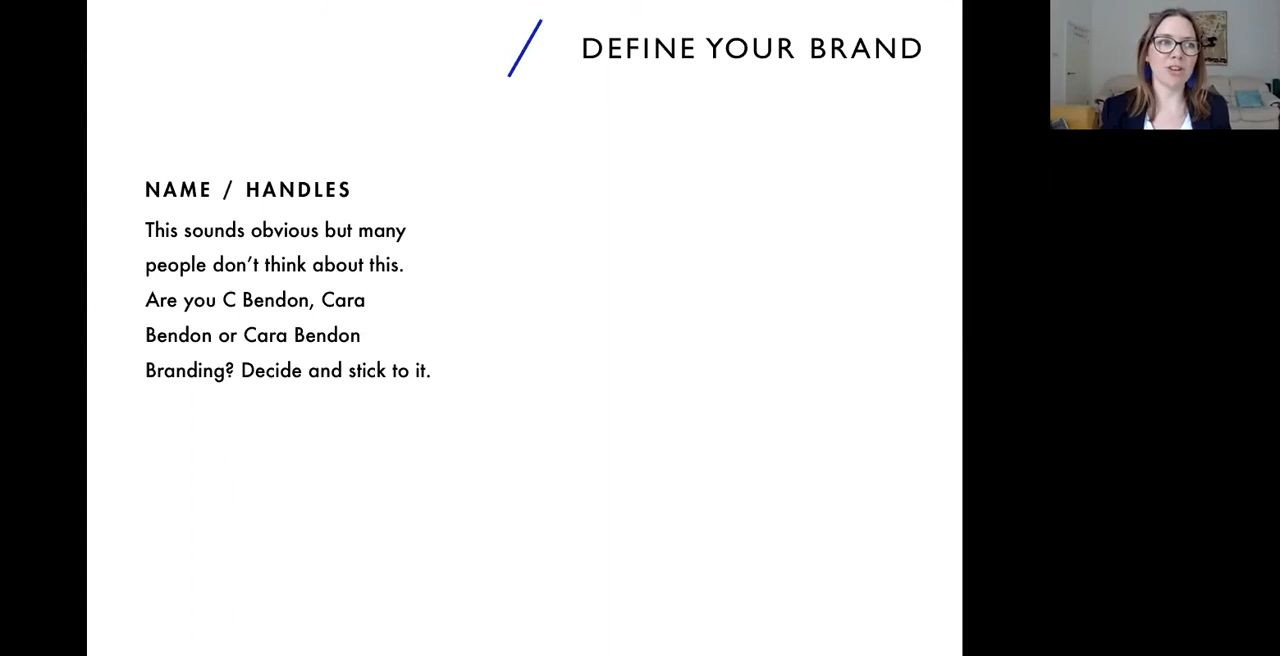 DEFINE YOUR BRAND
NAME / HANDLES
This sounds obvious but many
people don’t think about this.
Are you C Bendon, Cara
Bendon or Cara Bendon
Branding? Decide and stick to it.